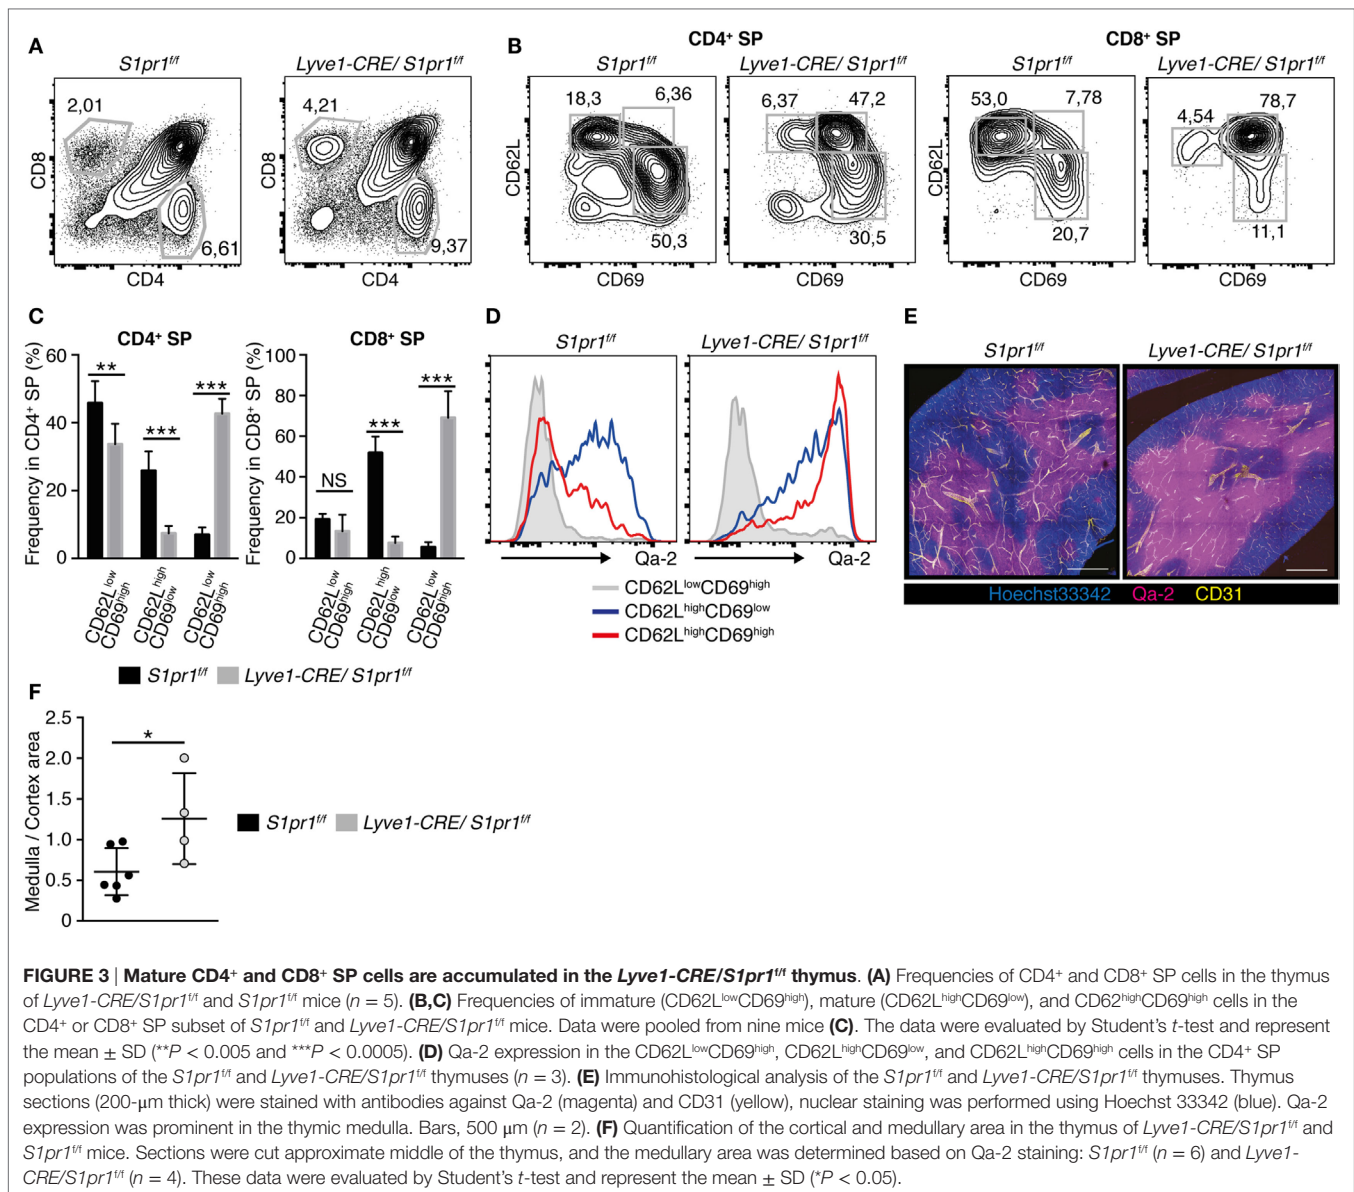 A
S1pr1f/f
Lyve1-CRE/ S1pr1f/f
2,01
6,61
4,21
9,37
CD8
CD8
CD4
CD4
B
CD4+ SP
CD8+ SP
S1pr1f/f
Lyve1-CRE/ S1pr1f/f
S1pr1f/f
Lyve1-CRE/ S1pr1f/f
18,3
6,36
50,3
6,37
47,2
30,5
53,0
7,78
20,7
4,54
78,7
11,1
CD62L
CD62L
CD69
CD69
CD69
CD69
C
CD4+ SP
CD8+ SP
Frequency in CD4+ SP (%)
60
40
20
0
**
***
***
CD62Llow
CD69high
CD62Lhigh
CD69low
CD62Llow
CD69high
Frequency in CD8+ SP (%)
100
80
60
40
20
0
NS
***
***
CD62Llow
CD69high
CD62Lhigh
CD69low
CD62Llow
CD69high
S1pr1f/f
Lyve1-CRE/ S1pr1f/f
D
S1pr1f/f
Lyve1-CRE/ S1pr1f/f
Qa-2
Qa-2
CD62LlowCD69high
CD62LhighCD69low
CD62LhighCD69high
E
S1pr1f/f
Lyve1-CRE/ S1pr1f/f
Hoechst33342 Qa-2 CD31
F
Medulla / Cortex area
2.5
2.0
1.5
1.0
0.5
0
*
S1pr1f/f
Lyve1-CRE/ S1pr1f/f
FIGURE 3 | Mature CD4+ and CD8+ SP cells are accumulated in the Lyve1-CRE/S1pr1f/f thymus. (A) Frequencies of CD4+ and CD8+ SP cells in the thymus
of Lyve1-CRE/S1pr1f/f and S1pr1f/f mice (n = 5). (B,C) Frequencies of immature (CD62LlowCD69high), mature (CD62LhighCD69low), and CD62highCD69high cells in the
CD4+ or CD8+ SP subset of S1pr1f/f and Lyve1-CRE/S1pr1f/f mice. Data were pooled from nine mice (C). The data were evaluated by Student's t-test and represent
the mean ± SD (**P < 0.005 and ***P < 0.0005). (D) Qa-2 expression in the CD62LlowCD69high, CD62LhighCD69low, and CD62LhighCD69high cells in the CD4+ SP
populations of the S1pr1f/f and Lyve1-CRE/S1pr1f/f thymuses (n = 3). (E) Immunohistological analysis of the S1pr1f/f and Lyve1-CRE/S1pr1f/f thymuses. Thymus
sections (200-μm thick) were stained with antibodies against Qa-2 (magenta) and CD31 (yellow), nuclear staining was performed using Hoechst 33342 (blue). Qa-2
expression was prominent in the thymic medulla. Bars, 500 μm (n = 2). (F) Quantification of the cortical and medullary area in the thymus of Lyve1-CRE/S1pr1f/f and
S1pr1f/f mice. Sections were cut approximate middle of the thymus, and the medullary area was determined based on Qa-2 staining: S1pr1f/f (n = 6) and Lyve1-
CRE/S1pr1f/f (n = 4). These data were evaluated by Student's t-test and represent the mean ± SD (*P < 0.05).